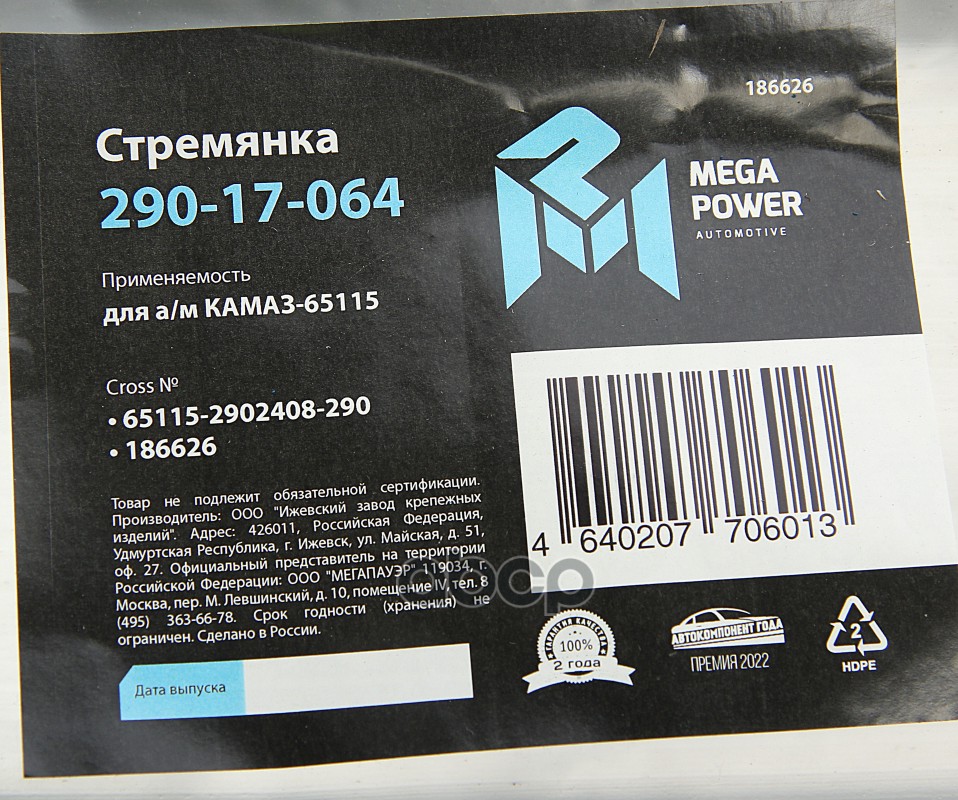 186626
Стремянка
290-17-064
MEGA
POWER
AUTOMOTIVE
Применяемость
для а/м КАМАЗ-65115
Cross №
• 65115-2902408-290
• 186626
Товар не подлежит обязательной сертификации.
Производитель: ООО "Ижевский завод крепежных
изделий". Адрес: 426011, Российская Федерация,
Удмуртская Республика, г. Ижевск, ул. Майская, д. 51,
оф. 27. Официальный представитель на территории
Российской Федерации: ООО "МЕГАПАУЭР" 119034, г.
Москва, пер. М. Левшинский, д. 10, помещение IV, тел. 8
(495) 363-66-78. Срок годности (хранения) не
ограничен. Сделано в России.
Дата выпуска
4 640207 706013
abcp
ГАРАНТИЯ КАЧЕСТВА
100%
2 года
АВТОКОМПОНЕНТ ГОДА
ПРЕМИЯ 2022
2
HDPE